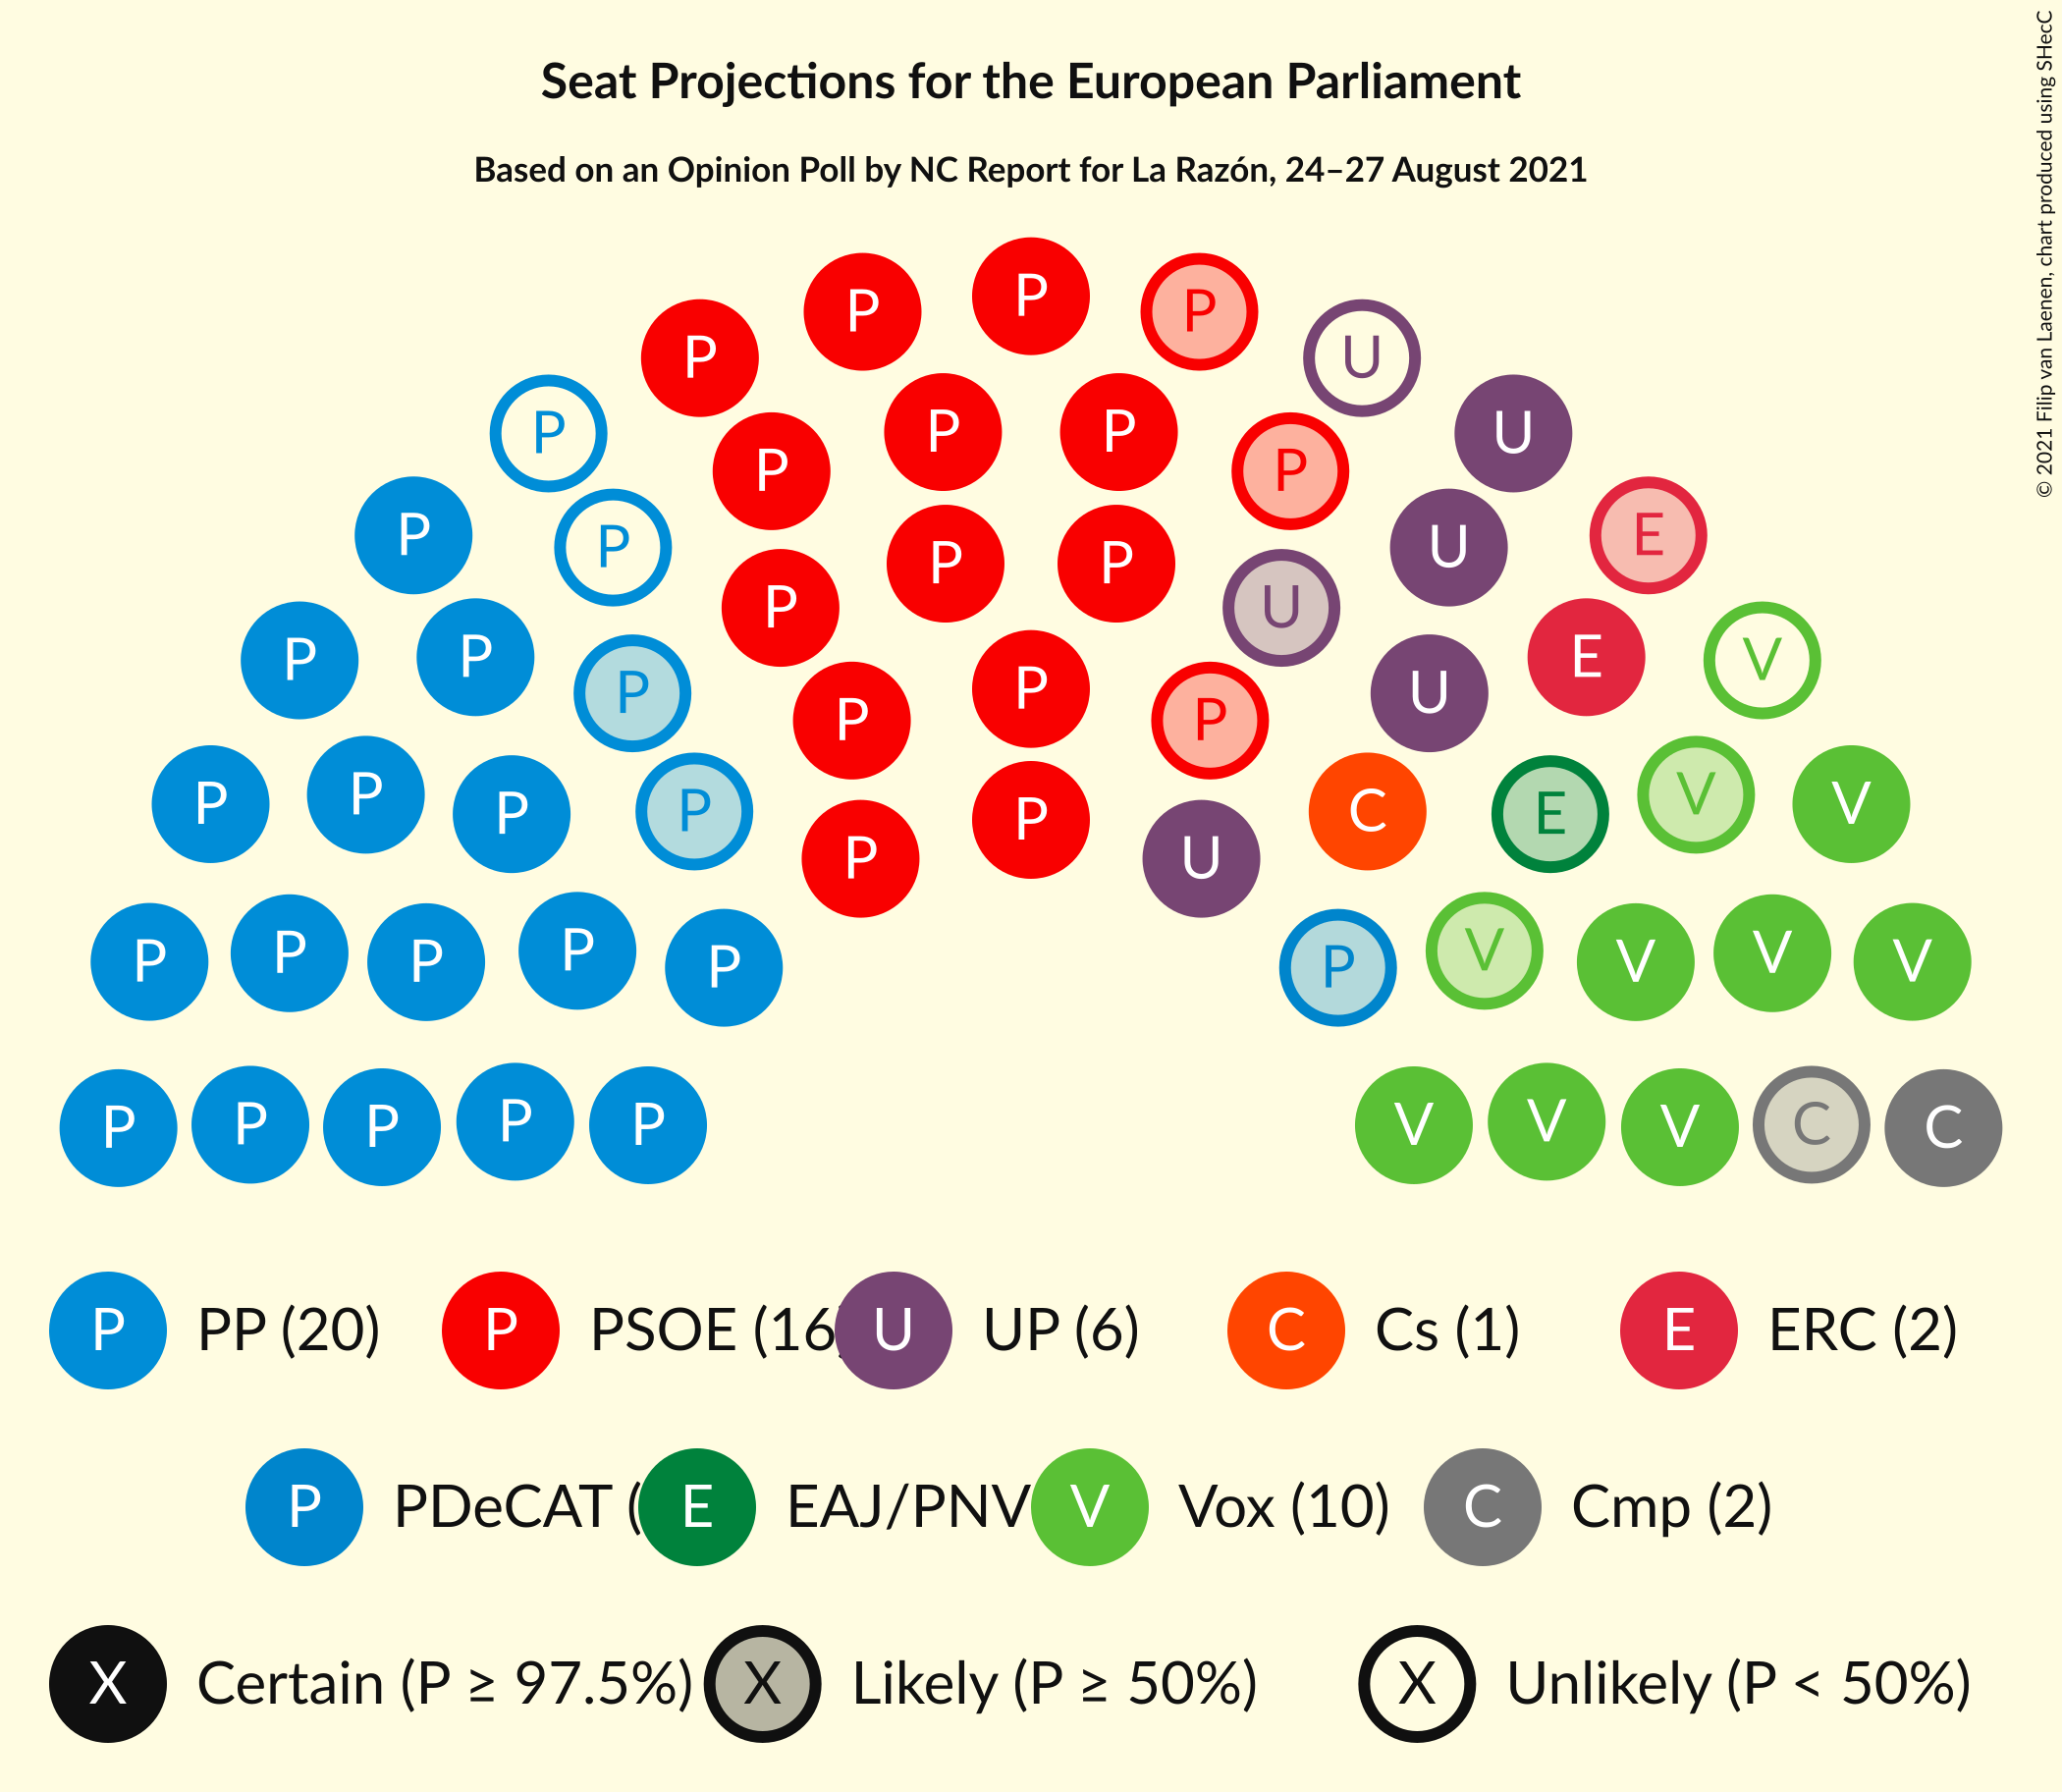 Seat Projections for the European Parliament
Based on an Opinion Poll by NC Report for La Razón, 24–27 August 2021
© 2021 Filip van Laenen, chart produced using SHecC
P P P P U
P P P P P U
P P P P U E
P P P U U E
P P P P U V
P P P P P P C E V V
P P U
P P P P P P V V V V
P P P P P V V V C C
P PP (20) P PSOE (16 U UP (6) C Cs (1) E ERC (2)
P PDeCAT ( E EAJ/PNV V Vox (10) C Cmp (2)
X Certain (P ≥ 97.5%) X Likely (P ≥ 50%) X Unlikely (P < 50%)